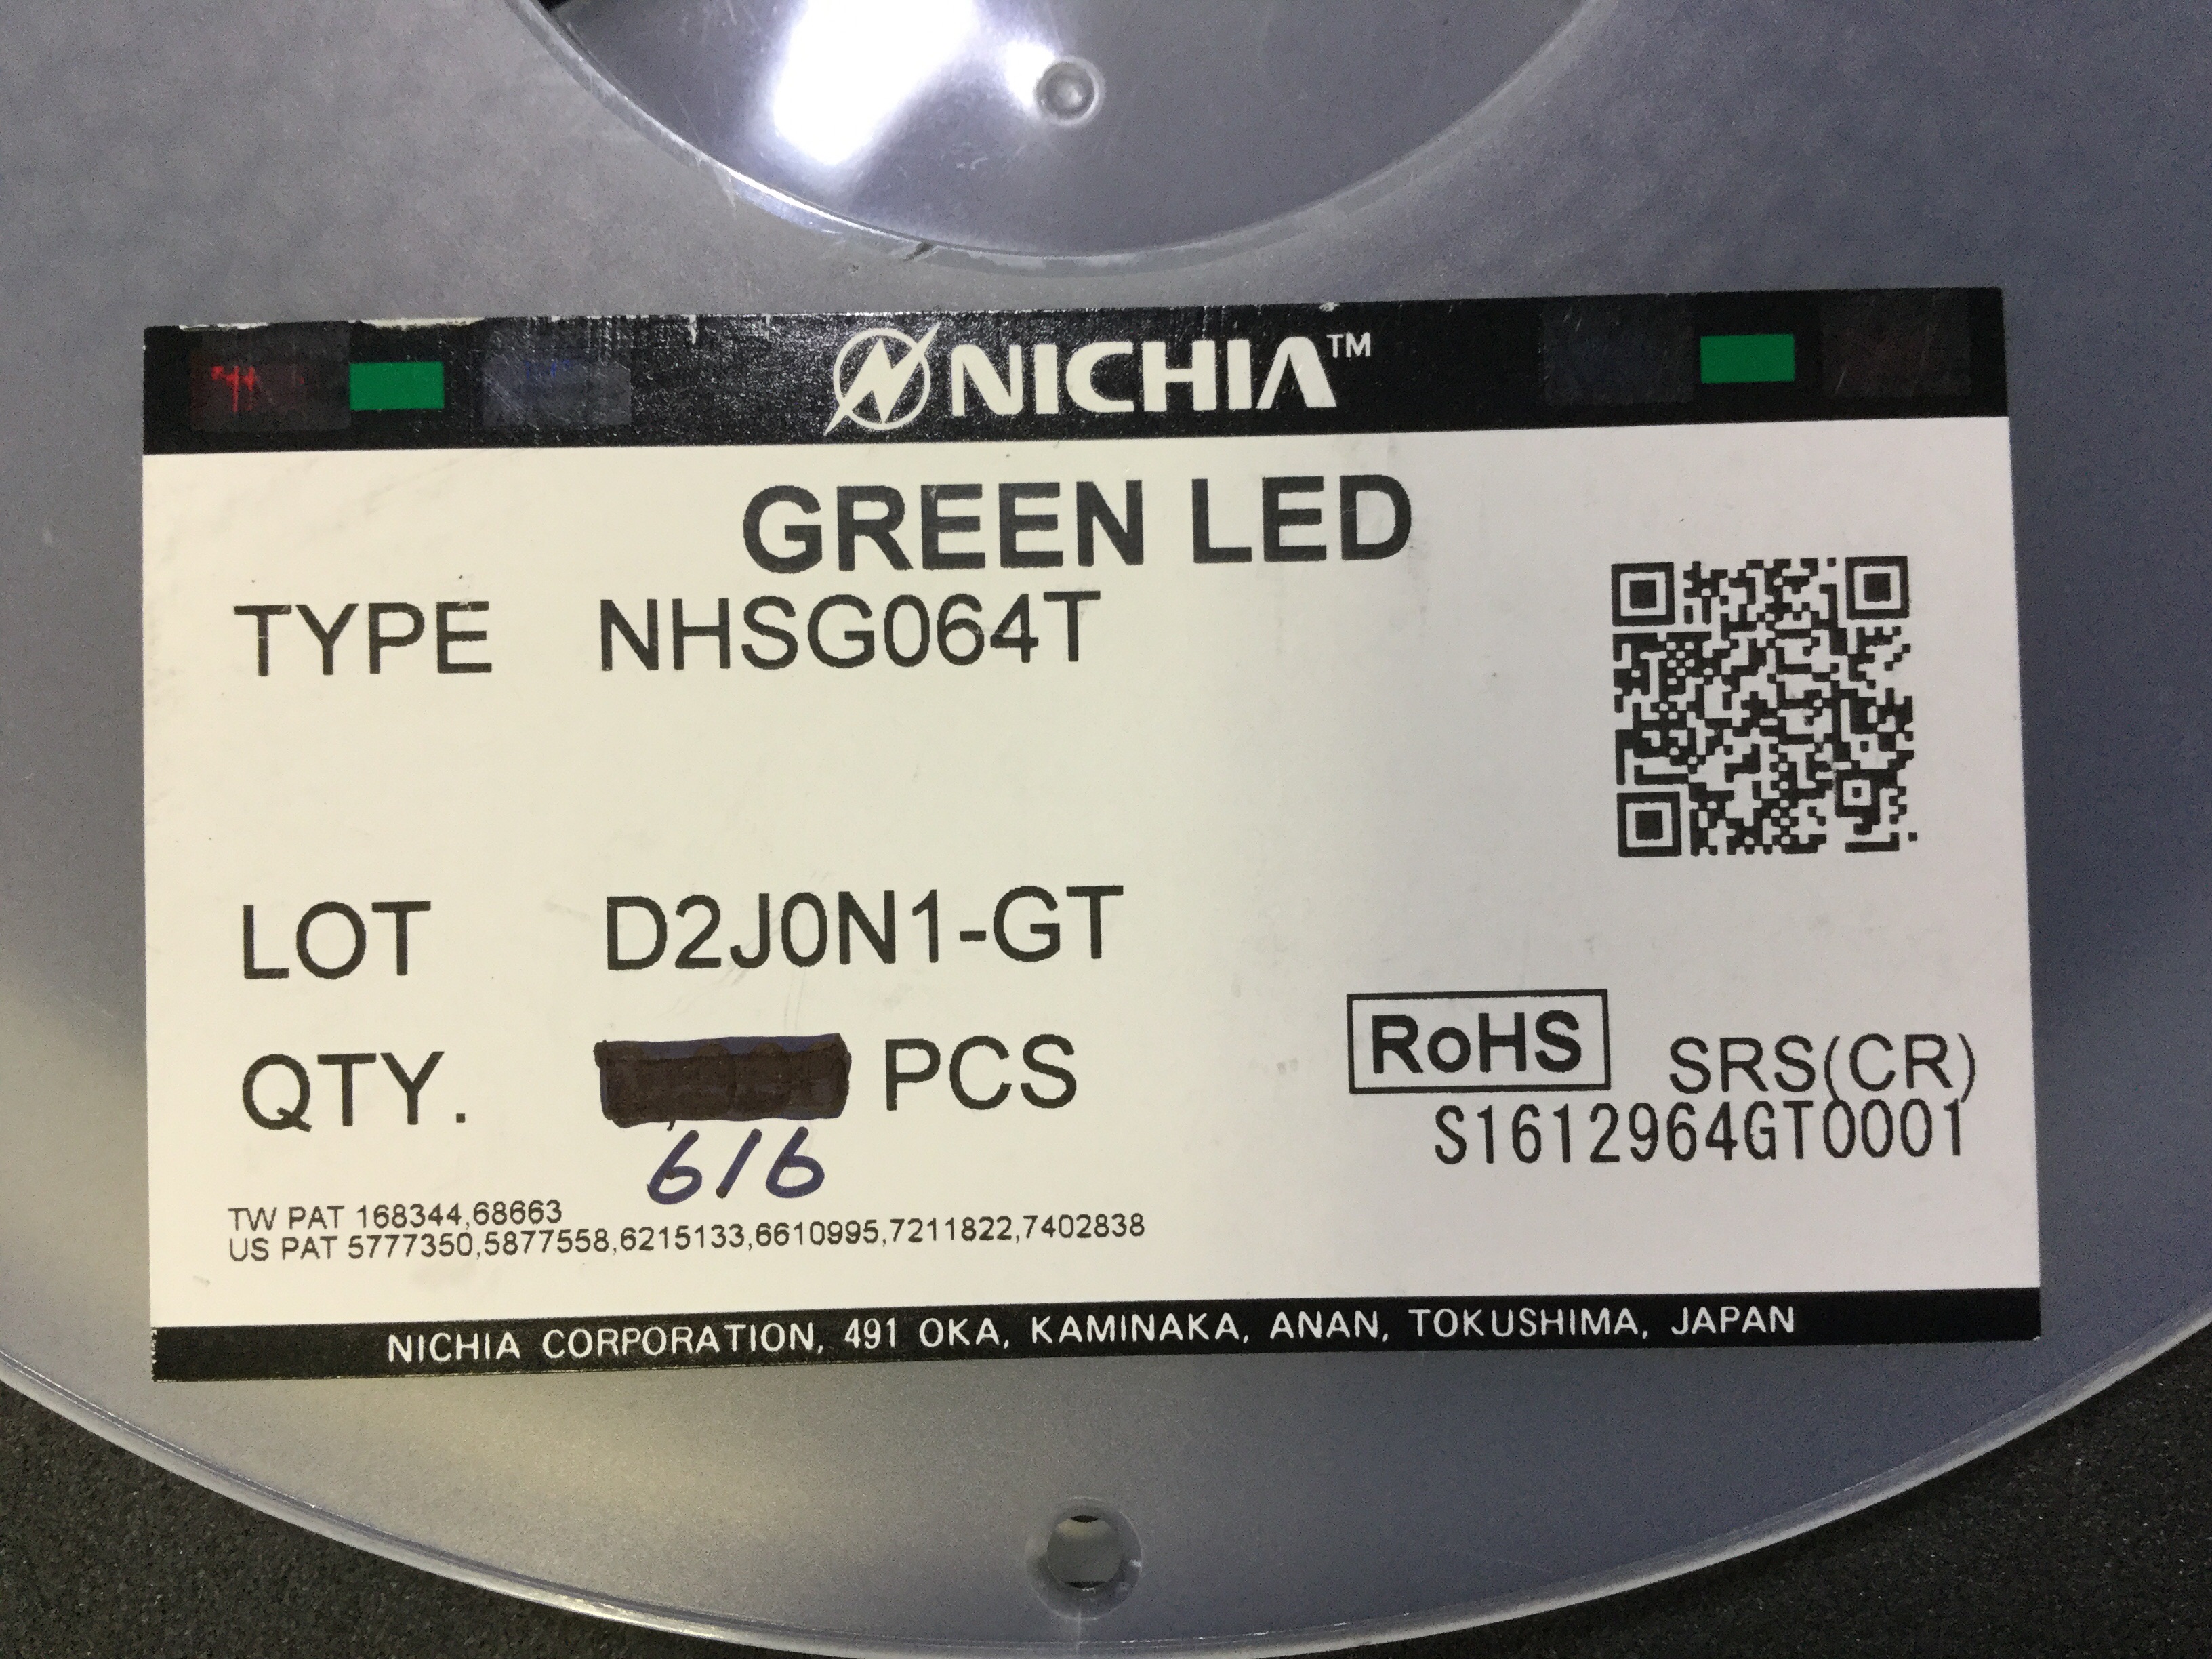 NICHIA™
GREEN LED
TYPE NHSG064T
LOT D2J0N1-GT
QTY. PCS
616
RoHS SRS(CR)
S1612964GT0001
TW PAT 168344,68663
US PAT 5777350,5877558,6215133,6610995,7211822,7402838
NICHIA CORPORATION, 491 OKA, KAMINAKA, ANAN, TOKUSHIMA, JAPAN